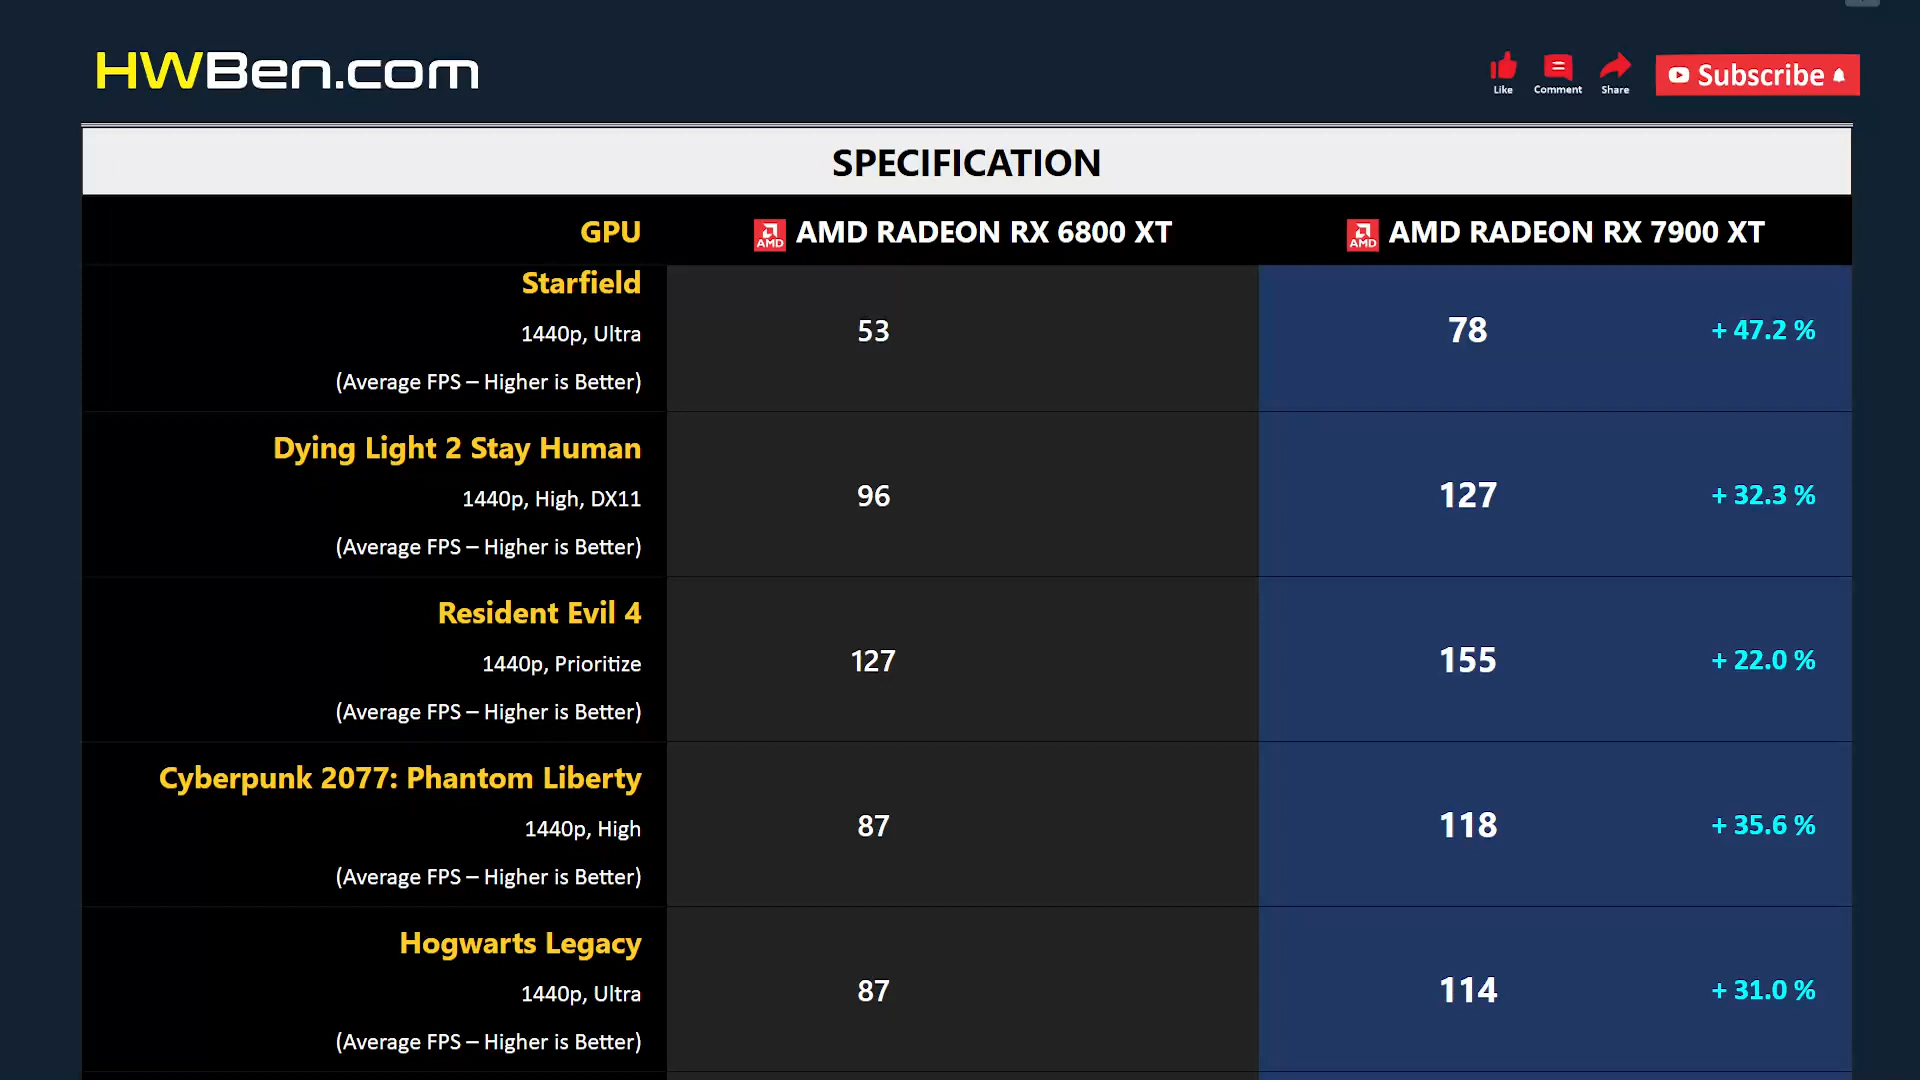 HWBen.com
Like
Comment
Share
Subscribe
SPECIFICATION
GPU
AMD
AMD RADEON RX 6800 XT
AMD
AMD RADEON RX 7900 XT
Starfield
1440p, Ultra
(Average FPS – Higher is Better)
53
78
+ 47.2 %
Dying Light 2 Stay Human
1440p, High, DX11
(Average FPS – Higher is Better)
96
127
+ 32.3 %
Resident Evil 4
1440p, Prioritize
(Average FPS – Higher is Better)
127
155
+ 22.0 %
Cyberpunk 2077: Phantom Liberty
1440p, High
(Average FPS – Higher is Better)
87
118
+ 35.6 %
Hogwarts Legacy
1440p, Ultra
(Average FPS – Higher is Better)
87
114
+ 31.0 %